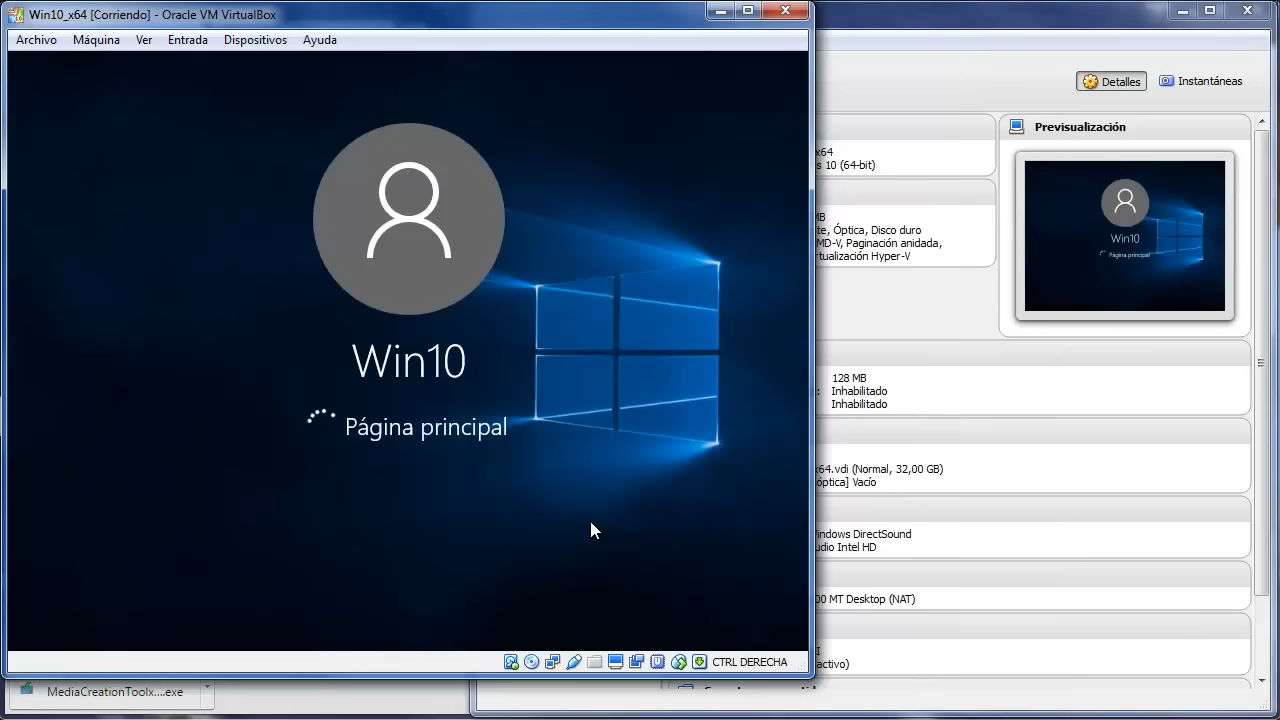 Win10_x64 [Corriendo] - Oracle VM VirtualBox
Archivo Máquina Ver Entrada Dispositivos Ayuda
Win10
Página principal
CTRL DERECHA
Detalles Instantáneas
x64
s 10 (64-bit)
MB
te, Óptica, Disco duro
MD-V, Paginación anidada,
rtualización Hyper-V
Previsualización
Win10
Página principal
128 MB
: Inhabilitado
Inhabilitado
x64.vdi (Normal, 32,00 GB)
óptica] Vacío
Windows DirectSound
udio Intel HD
00 MT Desktop (NAT)
I
activo)
MediaCreationToolx....exe